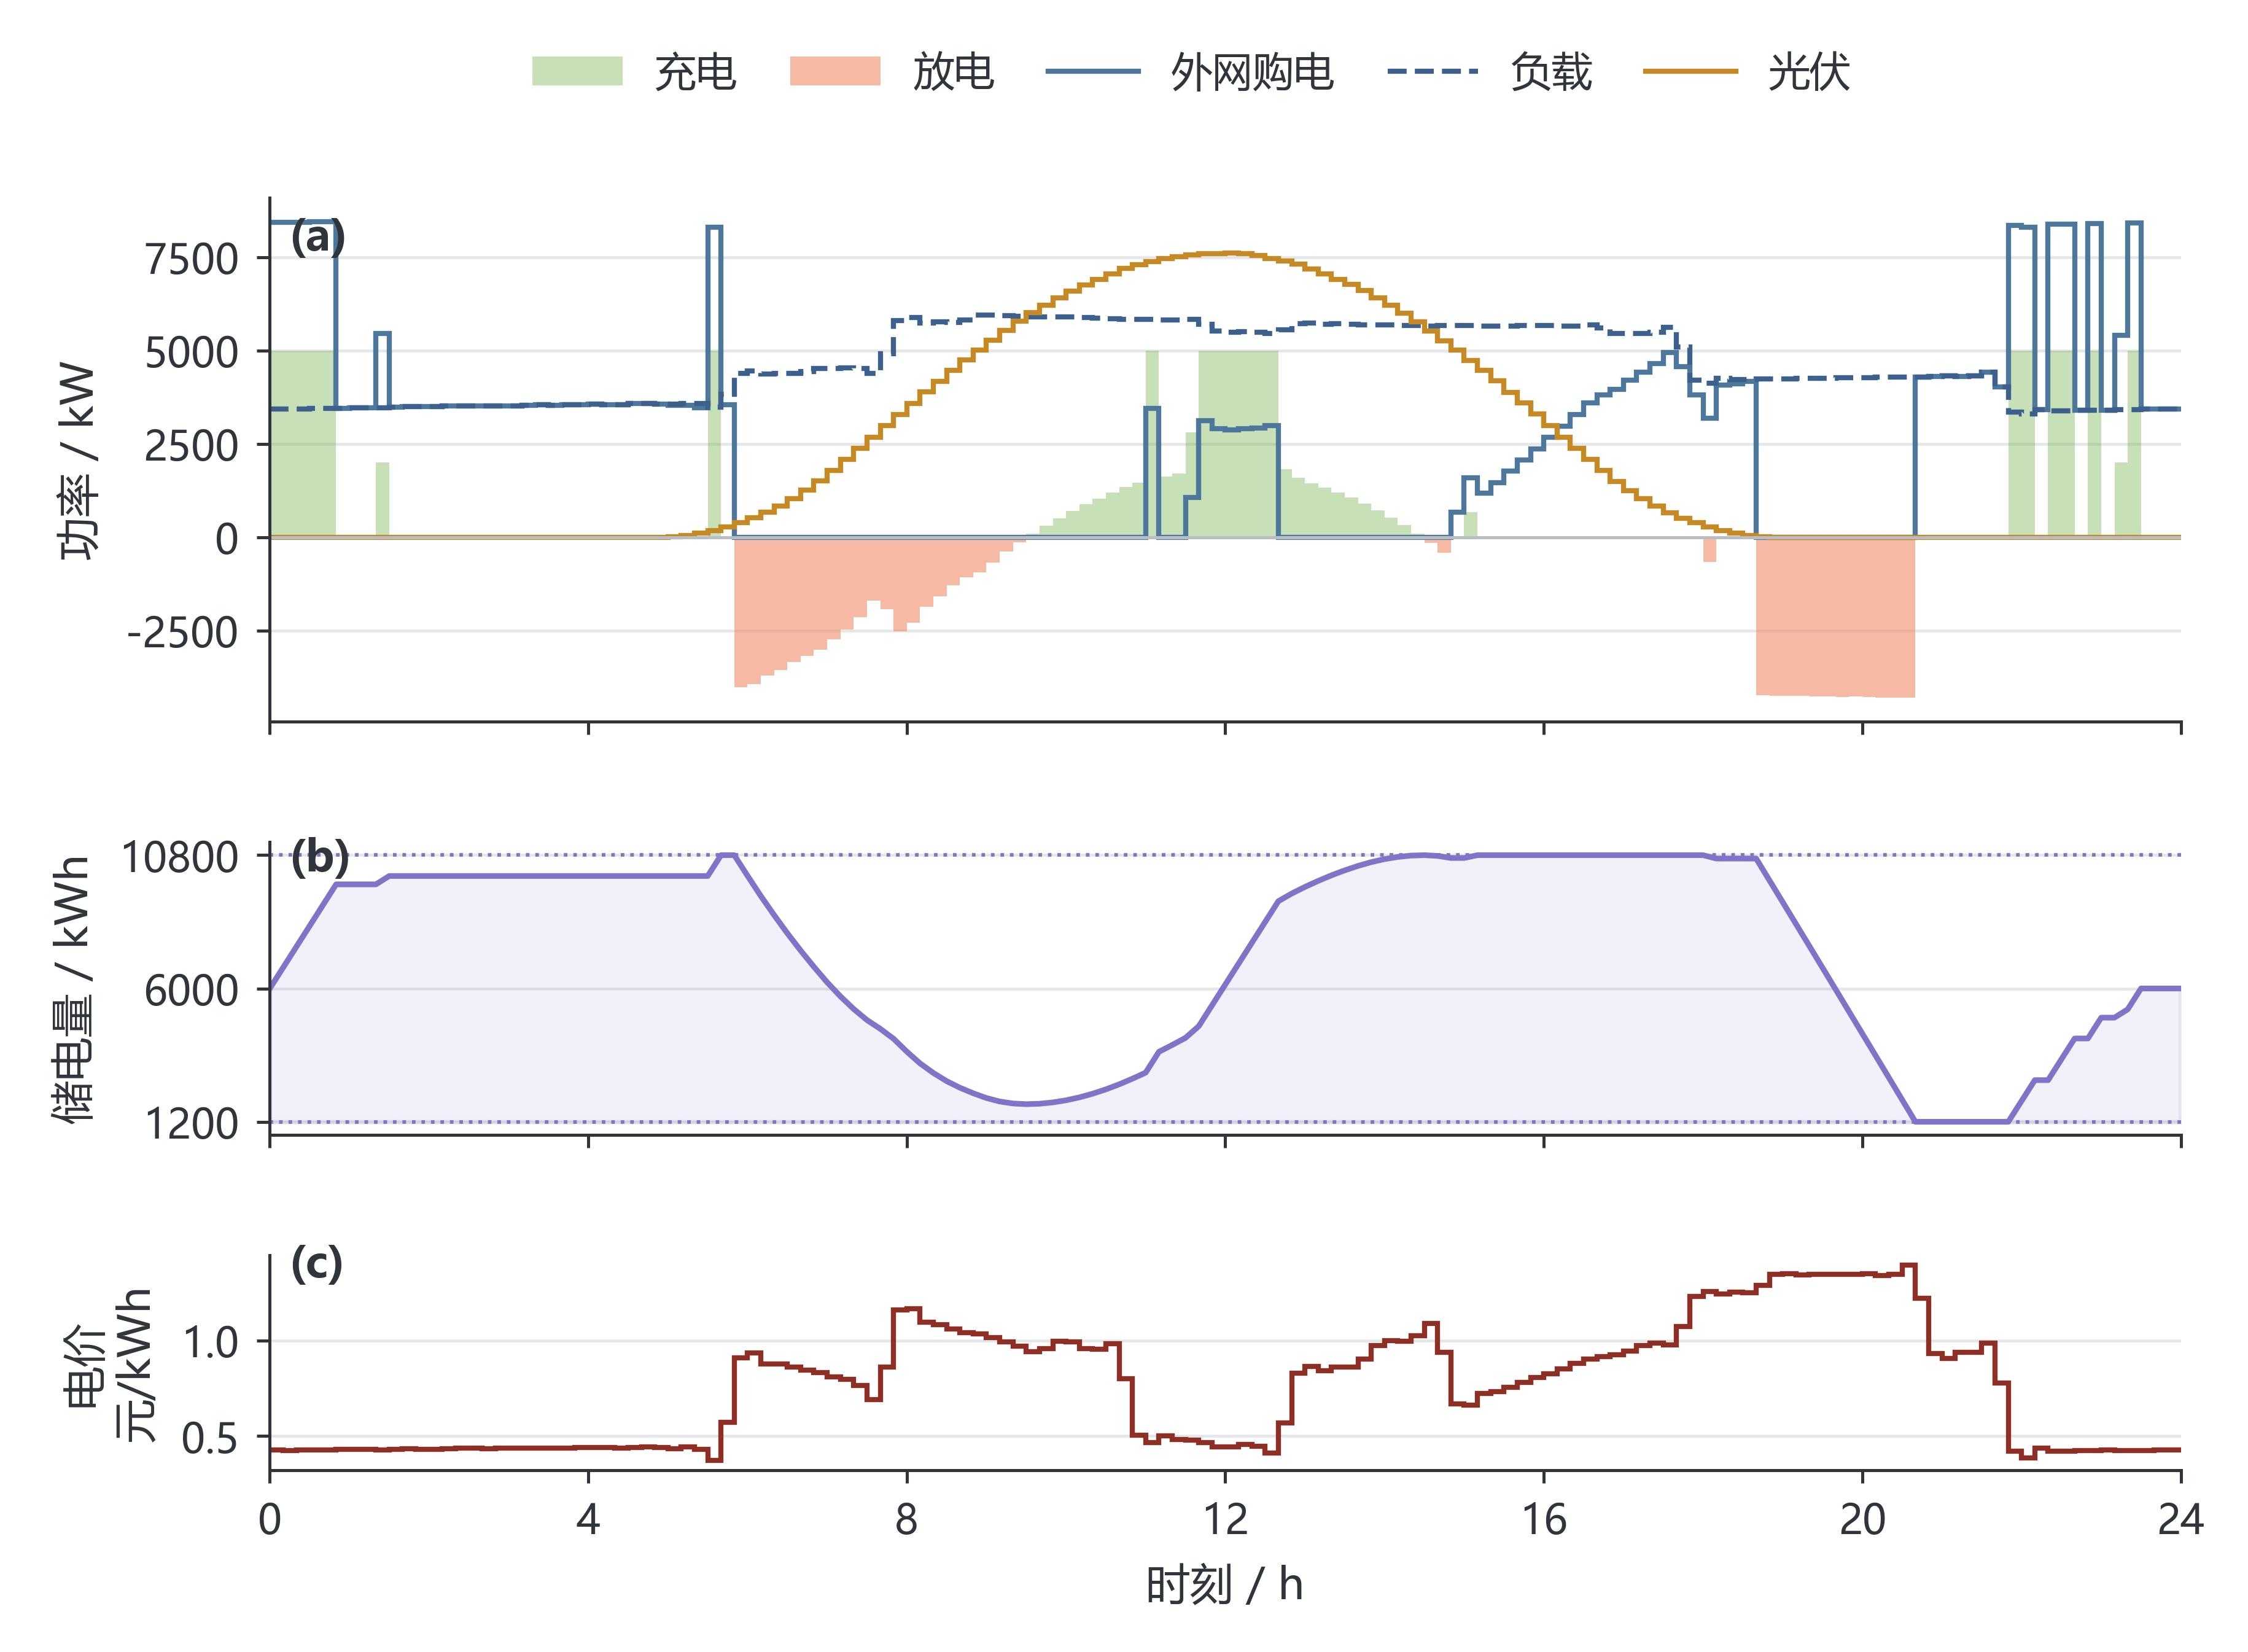 充电 放电 外网购电 负载 光伏
(a)
功率 / kW
7500
5000
2500
0
-2500
(b)
储电量 / kWh
10800
6000
1200
(c)
电价
元/kWh
1.0
0.5
0 4 8 12 16 20 24
时刻 / h